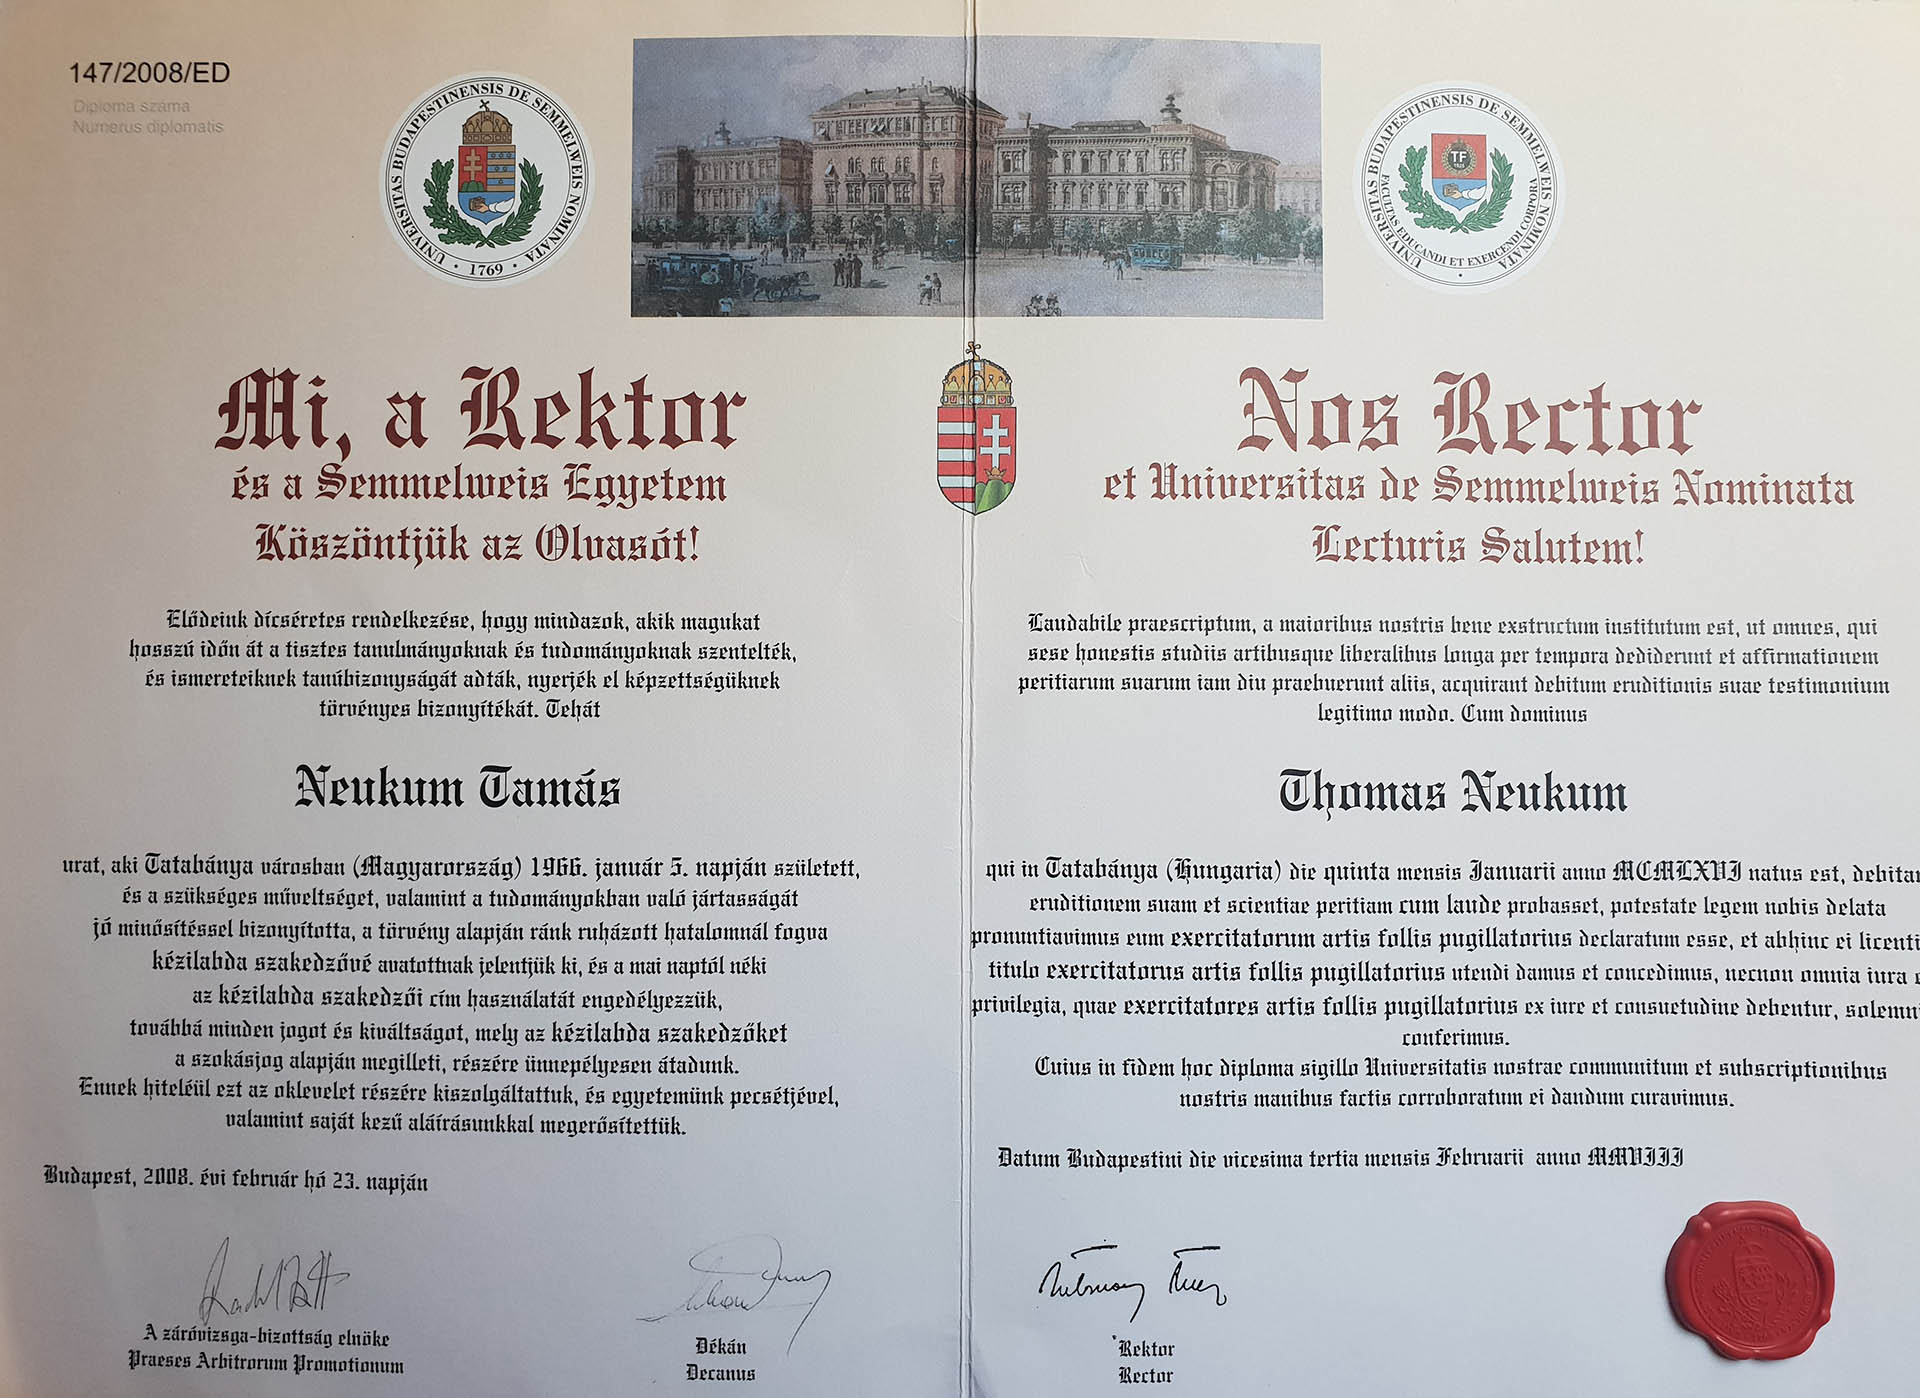 147/2008/ED
Diploma száma
Numerus diplomatis
UNIVERSITAS BUDAPESTINENSIS DE SEMMELWEIS NOMINATA
· 1769 ·
UNIVERSITAS BUDAPESTINENSIS DE SEMMELWEIS NOMINATA
FACULTAS EDUCANDI ET EXERCENDI CORPORA
TF
1925
Mi, a Rektor
és a Semmelweis Egyetem
Köszöntjük az Olvasót!
Elődeink dícséretes rendelkezése, hogy mindazok, akik magukat
hosszú időn át a tisztes tanulmányoknak és tudományoknak szentelték,
és ismereteiknek tanúbizonyságát adták, nyerjék el képzettségüknek
törvényes bizonyítékát. Tehát
Neukum Tamás
urat, aki Tatabánya városban (Magyarország) 1966. január 5. napján született,
és a szükséges műveltséget, valamint a tudományokban való jártasságát
jó minősítéssel bizonyította, a törvény alapján ránk ruházott hatalomnál fogva
kézilabda szakedzővé avatottnak jelentjük ki, és a mai naptól néki
az kézilabda szakedzői cím használatát engedélyezzük,
továbbá minden jogot és kiváltságot, mely az kézilabda szakedzőket
a szokásjog alapján megilleti, részére ünnepélyesen átadunk.
Ennek hiteléül ezt az oklevelet részére kiszolgáltattuk, és egyetemünk pecsétjével,
valamint saját kezű aláírásunkkal megerősítettük.
Budapest, 2008. évi február hó 23. napján
A záróvizsga-bizottság elnöke
Praeses Arbitrorum Promotionum
Dékán
Decanus
Nos Rector
et Universitas de Semmelweis Nominata
Lecturis Salutem!
Laudabile praescriptum, a maioribus nostris bene exstructum institutum est, ut omnes, qui
sese honestis studiis artibusque liberalibus longa per tempora dediderunt et affirmationem
peritiarum suarum iam diu praebuerunt aliis, acquirant debitum eruditionis suae testimonium
legitimo modo. Cum dominus
Thomas Neukum
qui in Tatabánya (Hungaria) die quinta mensis Januarii anno MCMLXVI natus est, debitam
eruditionem suam et scientiae peritiam cum laude probasset, potestate legem nobis delata
pronuntiavimus eum exercitatorum artis follis pugillatorius declaratum esse, et abhinc ei licenti
titulo exercitatorus artis follis pugillatorius utendi damus et concedimus, necnon omnia iura
privilegia, quae exercitatores artis follis pugillatorius ex iure et consuetudine debentur, solemn
conferimus.
Cuius in fidem hoc diploma sigillo Universitatis nostrae communitum et subscriptionibus
nostris manibus factis corroboratum ei dandum curavimus.
Datum Budapestini die vicesima tertia mensis Februarii anno MMVIII
Rektor
Rector